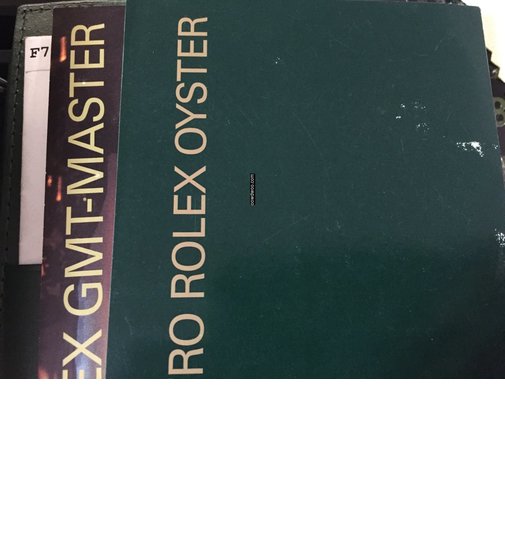 F7
EX GMT-MASTER
RO ROLEX OYSTER